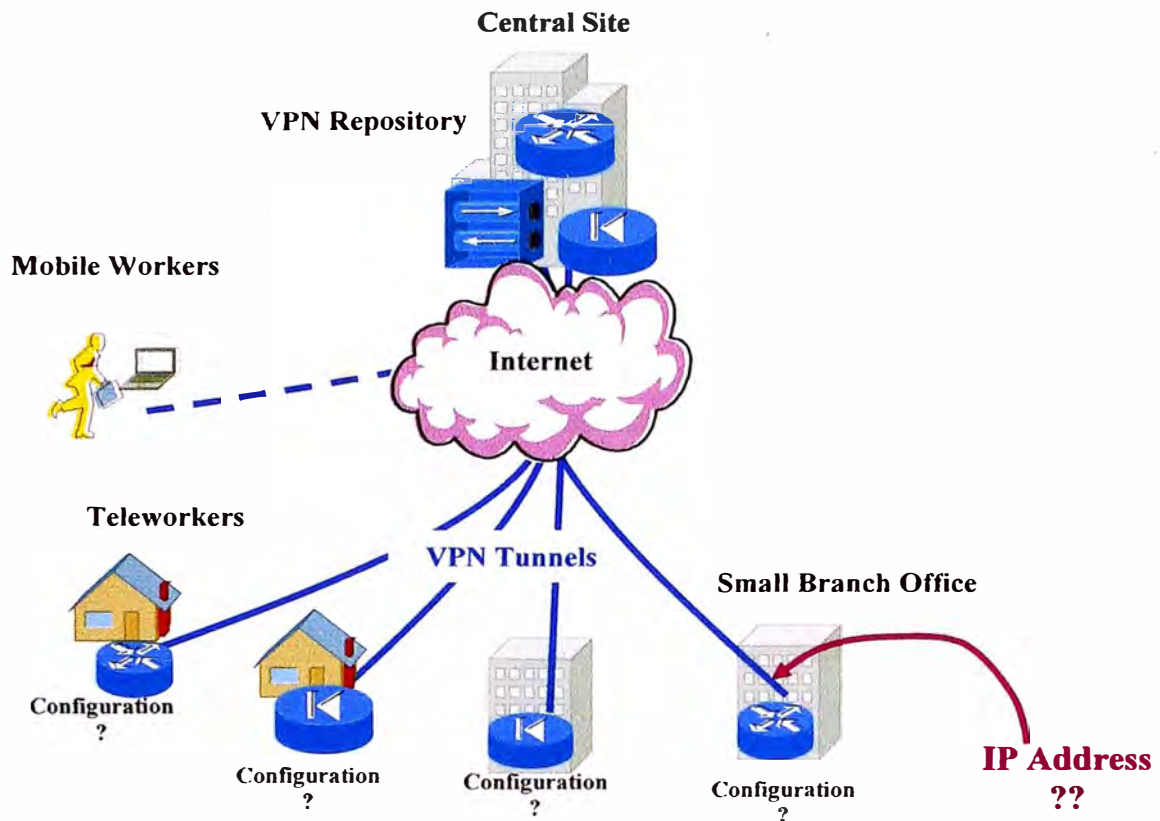 Central Site
VPN Repository
Mobile Workers
Internet
Teleworkers
VPN Tunnels
Small Branch Office
Configuration
?
Configuration
?
Configuration
?
Configuration
?
IP Address
??